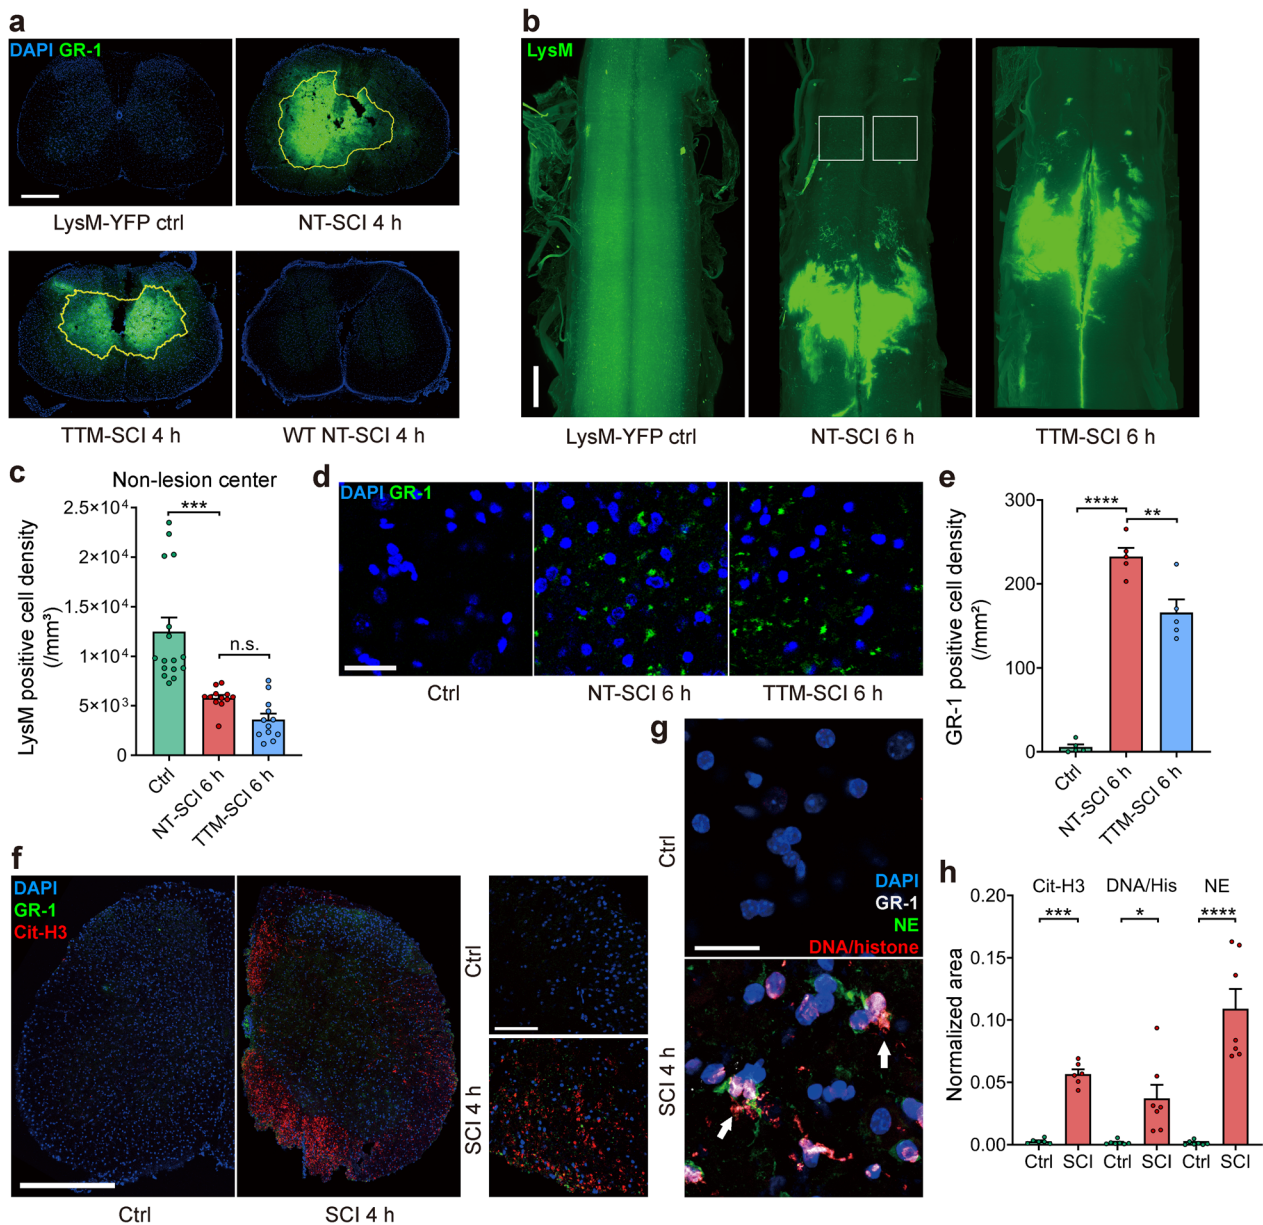 a
DAPI GR-1
LysM-YFP ctrl
NT-SCI 4 h
TTM-SCI 4 h
WT NT-SCI 4 h
b
LysM
LysM-YFP ctrl
NT-SCI 6 h
TTM-SCI 6 h
c
Non-lesion center
LysM positive cell density
(/mm³)
2.5×10⁴
2×10⁴
1.5×10⁴
1×10⁴
5×10³
0
***
n.s.
Ctrl
NT-SCI 6 h
TTM-SCI 6 h
d
DAPI GR-1
Ctrl
NT-SCI 6 h
TTM-SCI 6 h
e
GR-1 positive cell density
(/mm²)
300
200
100
0
****
**
Ctrl
NT-SCI 6 h
TTM-SCI 6 h
f
DAPI
GR-1
Cit-H3
Ctrl
SCI 4 h
Ctrl
SCI 4 h
g
Ctrl
DAPI
GR-1
NE
DNA/histone
SCI 4 h
h
Cit-H3 DNA/His NE
*** * ****
Normalized area
0.20
0.15
0.10
0.05
0.00
Ctrl SCI Ctrl SCI Ctrl SCI